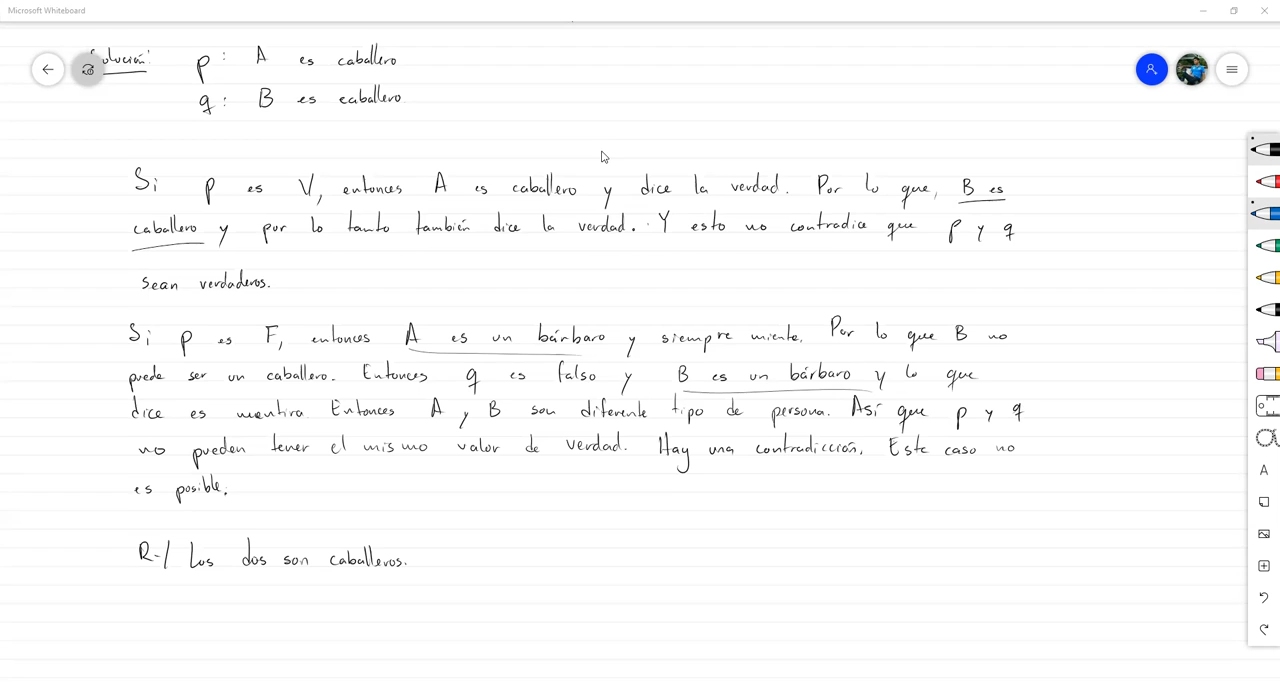 Microsoft Whiteboard
Solución: p: A es caballero
q: B es caballero
Si p es V, entonces A es caballero y dice la verdad. Por lo que, B es
caballero y por lo tanto también dice la verdad. Y esto no contradice que p y q
sean verdaderos.
Si p es F, entonces A es un bárbaro y siempre miente. Por lo que B no
puede ser un caballero. Entonces q es falso y B es un bárbaro y lo que
dice es mentira. Entonces A y B son diferente tipo de persona. Así que p y q
no pueden tener el mismo valor de verdad. Hay una contradicción. Este caso no
es posible.
R-/ Los dos son caballeros.